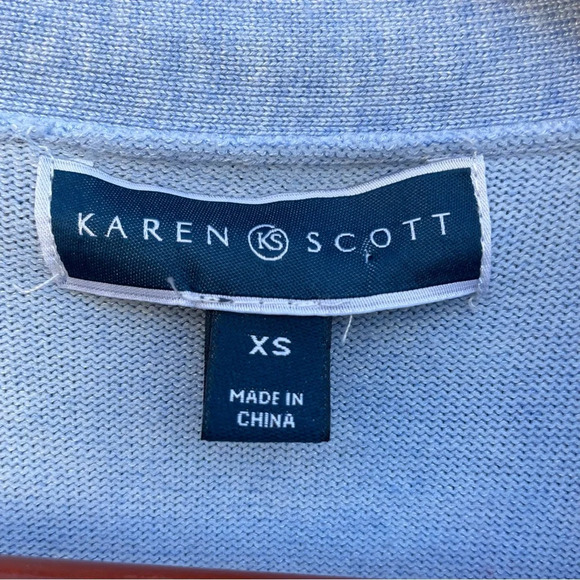 KAREN KS SCOTT
XS
MADE IN
CHINA